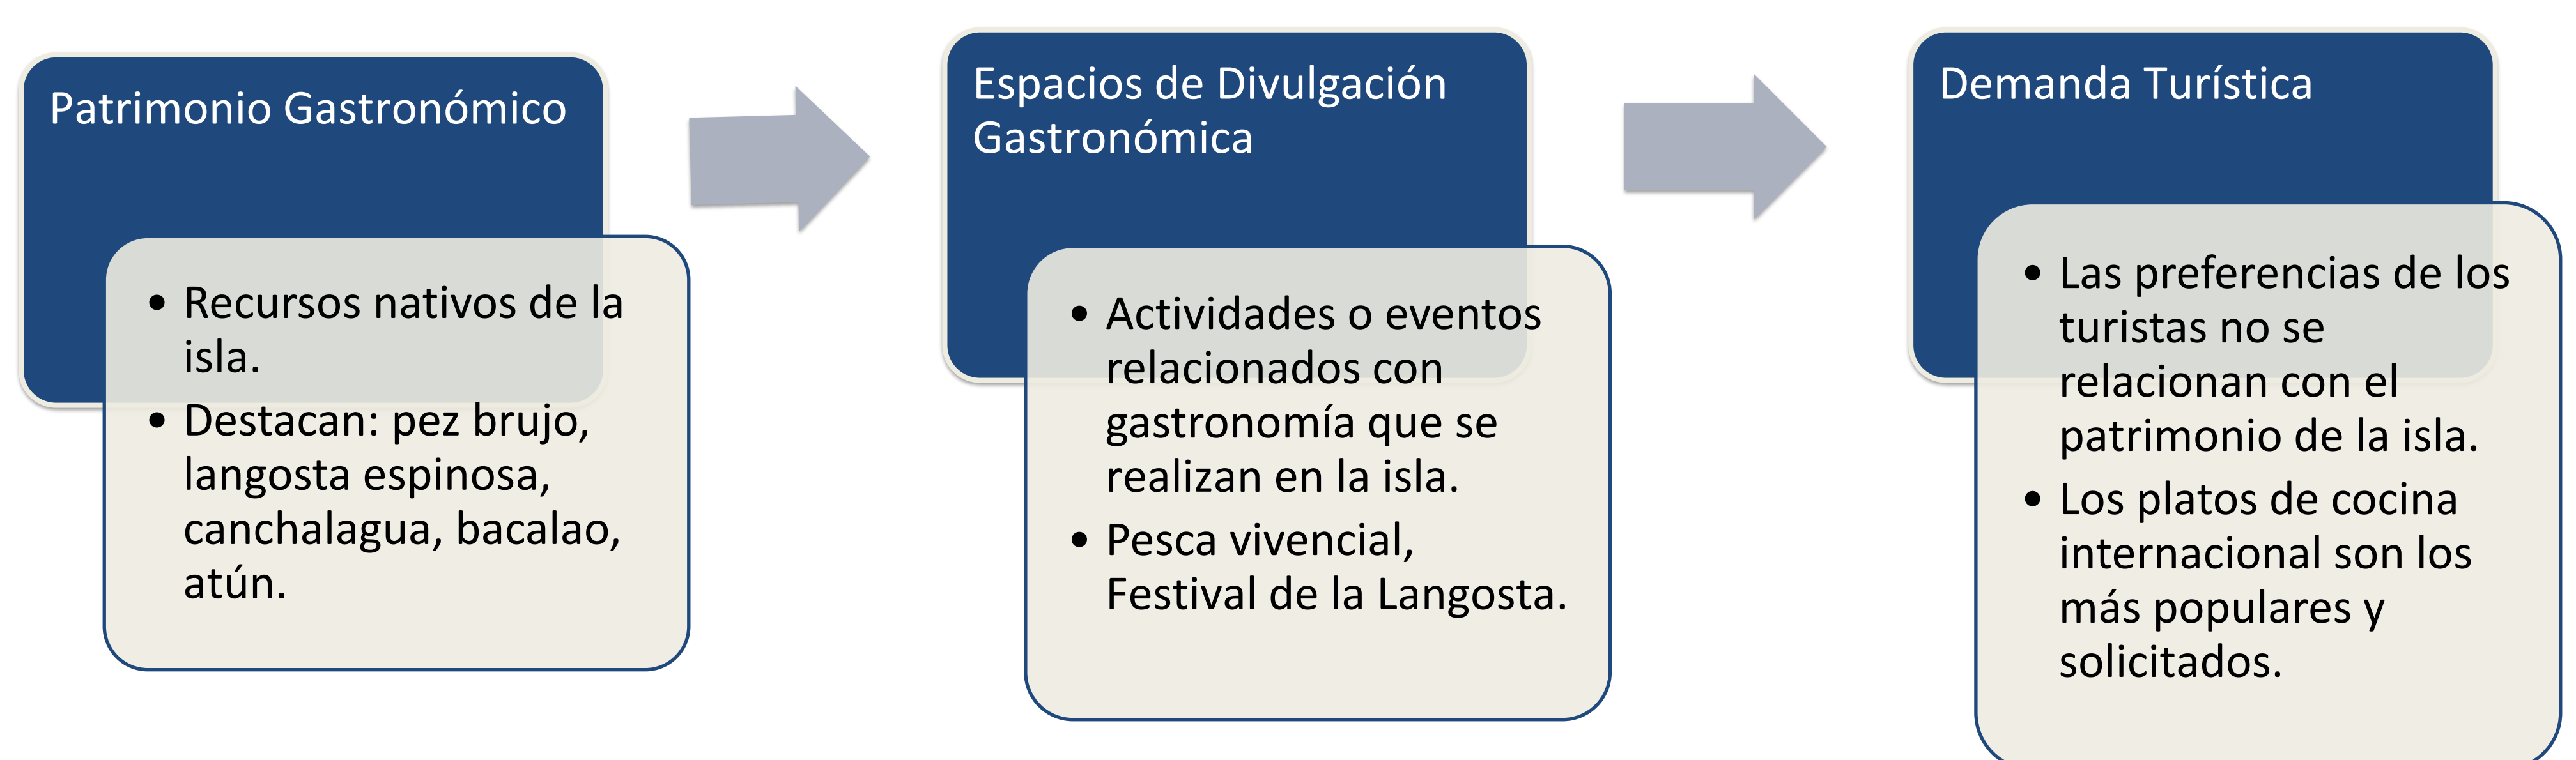 Patrimonio Gastronómico
• Recursos nativos de la
isla.
• Destacan: pez brujo,
langosta espinosa,
canchalagua, bacalao,
atún.
Espacios de Divulgación
Gastronómica
• Actividades o eventos
relacionados con
gastronomía que se
realizan en la isla.
• Pesca vivencial,
Festival de la Langosta.
Demanda Turística
• Las preferencias de los
turistas no se
relacionan con el
patrimonio de la isla.
• Los platos de cocina
internacional son los
más populares y
solicitados.